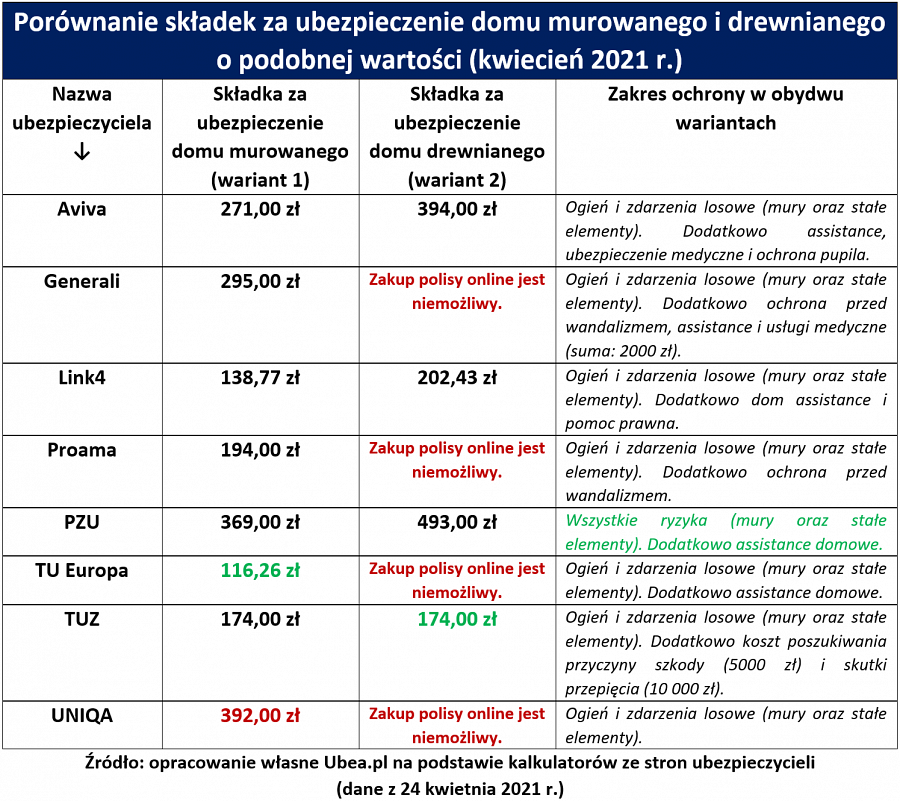 Porównanie składek za ubezpieczenie domu murowanego i drewnianego
o podobnej wartości (kwiecień 2021 r.)
Nazwa
ubezpieczyciela
↓
Składka za
ubezpieczenie
domu murowanego
(wariant 1)
Składka za
ubezpieczenie
domu drewnianego
(wariant 2)
Zakres ochrony w obydwu
wariantach
Aviva
271,00 zł
394,00 zł
Ogień i zdarzenia losowe (mury oraz stałe
elementy). Dodatkowo assistance,
ubezpieczenie medyczne i ochrona pupila.
Generali
295,00 zł
Zakup polisy online jest
niemożliwy.
Ogień i zdarzenia losowe (mury oraz stałe
elementy). Dodatkowo ochrona przed
wandalizmem, assistance i usługi medyczne
(suma: 2000 zł).
Link4
138,77 zł
202,43 zł
Ogień i zdarzenia losowe (mury oraz stałe
elementy). Dodatkowo dom assistance i
pomoc prawna.
Proama
194,00 zł
Zakup polisy online jest
niemożliwy.
Ogień i zdarzenia losowe (mury oraz stałe
elementy). Dodatkowo ochrona przed
wandalizmem.
PZU
369,00 zł
493,00 zł
Wszystkie ryzyka (mury oraz stałe
elementy). Dodatkowo assistance domowe.
TU Europa
116,26 zł
Zakup polisy online jest
niemożliwy.
Ogień i zdarzenia losowe (mury oraz stałe
elementy). Dodatkowo assistance domowe.
TUZ
174,00 zł
174,00 zł
Ogień i zdarzenia losowe (mury oraz stałe
elementy). Dodatkowo koszt poszukiwania
przyczyny szkody (5000 zł) i skutki
przepięcia (10 000 zł).
UNIQA
392,00 zł
Zakup polisy online jest
niemożliwy.
Ogień i zdarzenia losowe (mury oraz stałe
elementy).
Źródło: opracowanie własne Ubea.pl na podstawie kalkulatorów ze stron ubezpieczycieli
(dane z 24 kwietnia 2021 r.)